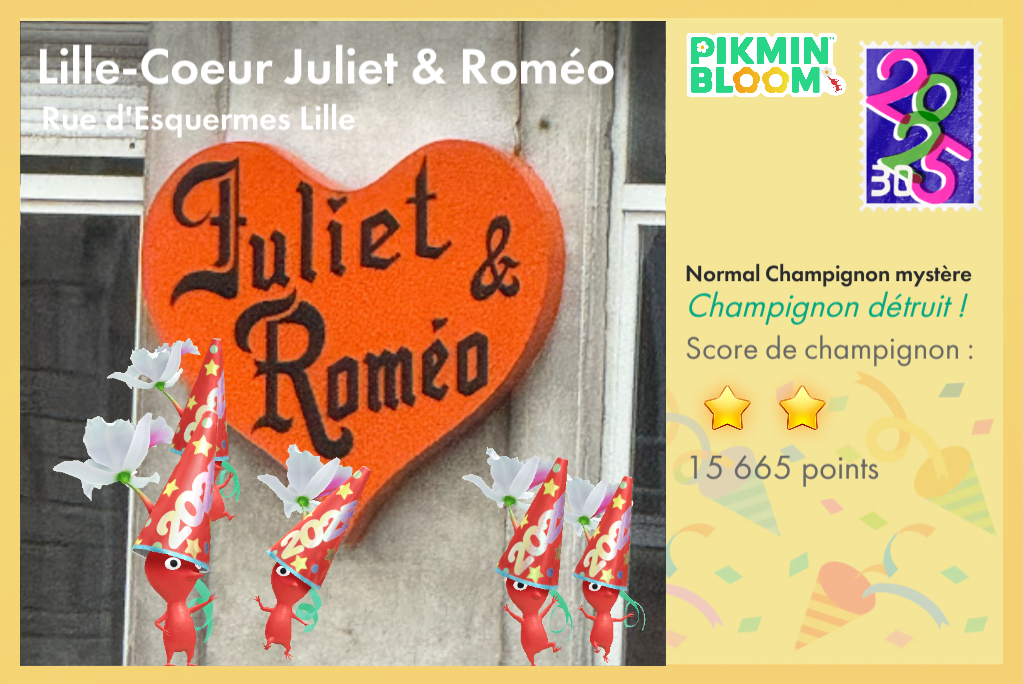 Lille-Coeur Juliet & Roméo
Rue d'Esquermes Lille
Juliet
&
Roméo
PIKMIN
BLOOM
2025
30
Normal Champignon mystère
Champignon détruit !
Score de champignon :
15 665 points